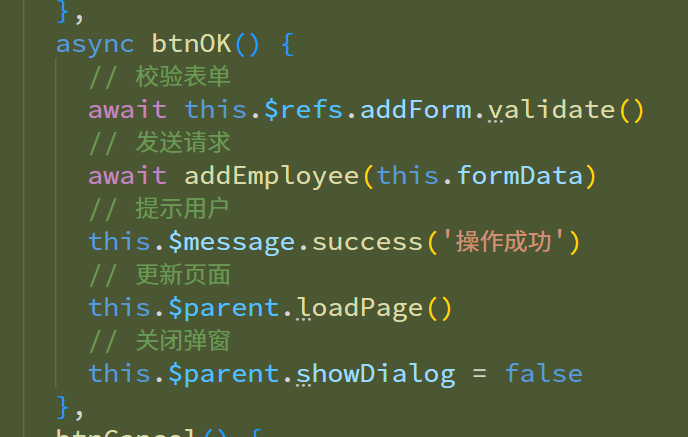 },
async btnOK() {
// 校验表单
await this.$refs.addForm.validate()
// 发送请求
await addEmployee(this.formData)
// 提示用户
this.$message.success('操作成功')
// 更新页面
this.$parent.loadPage()
// 关闭弹窗
this.$parent.showDialog = false
},
btnCancel() {